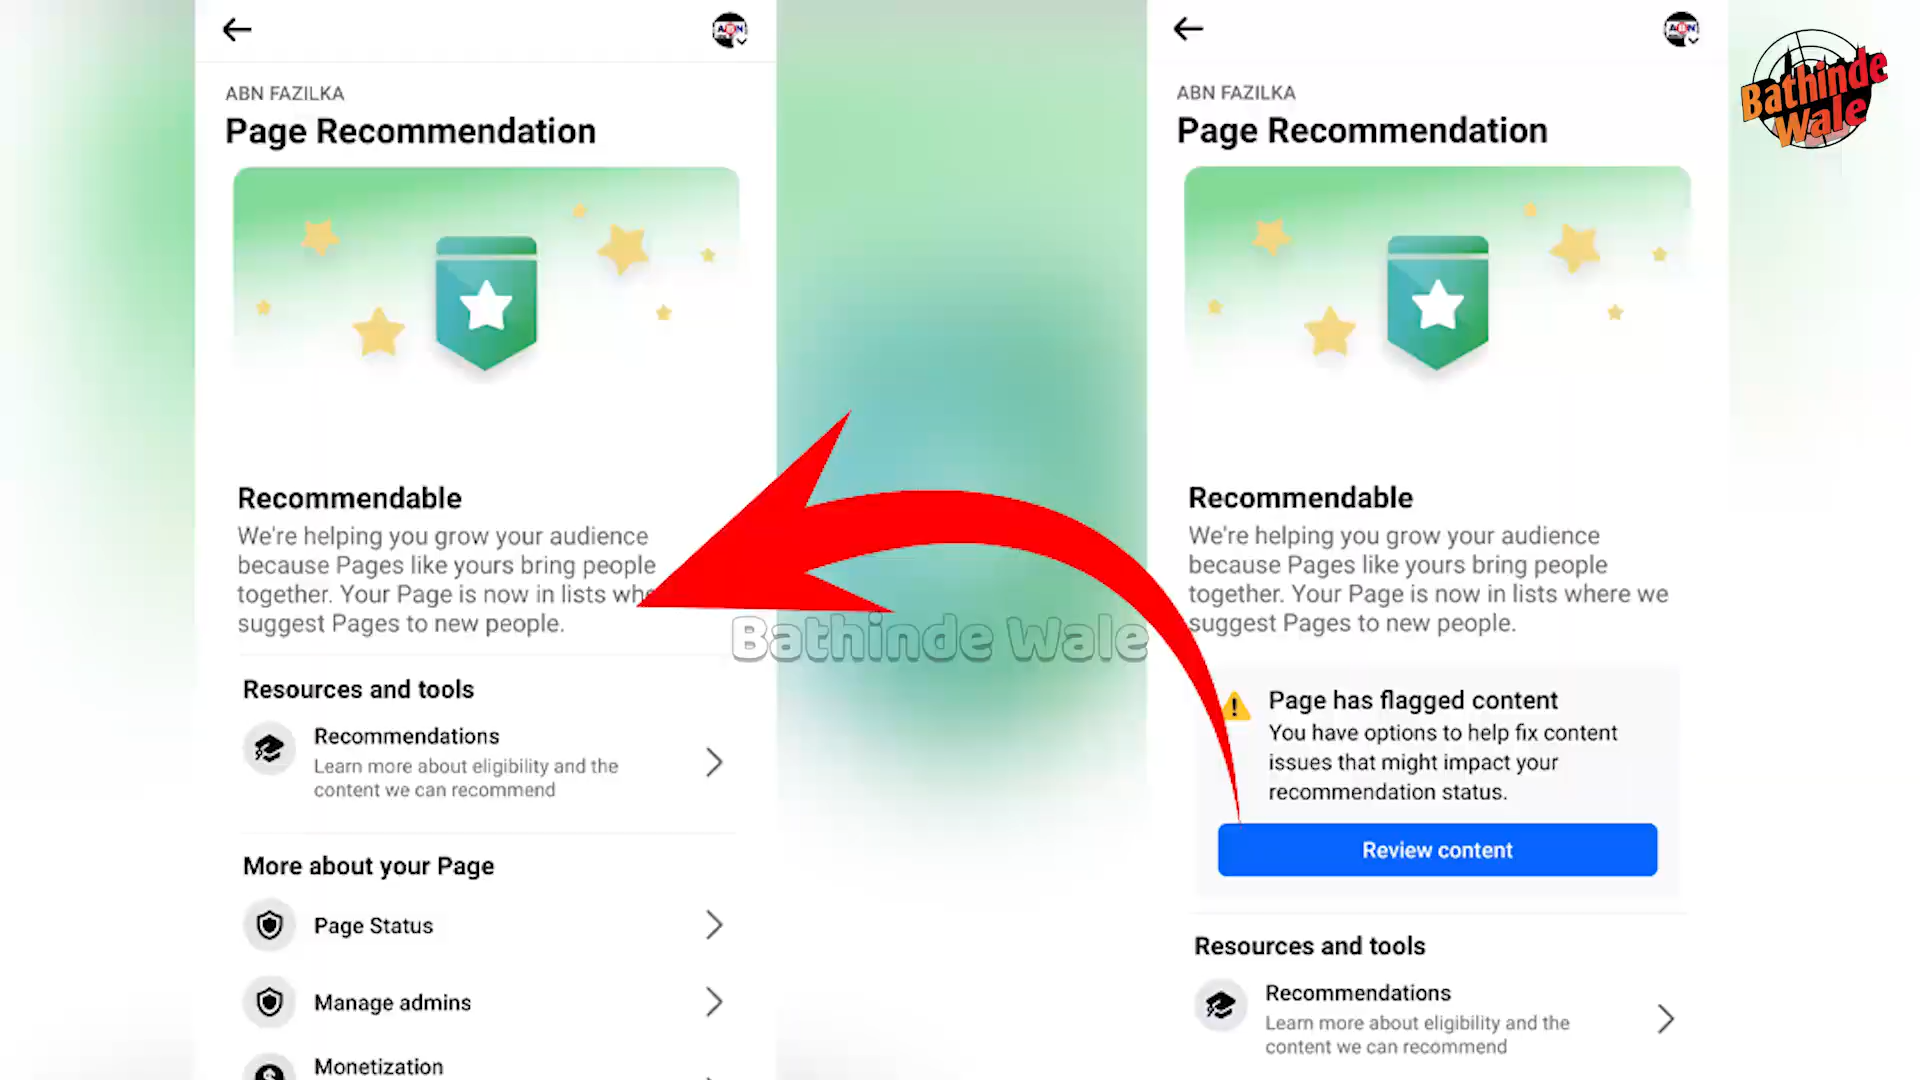 ABN FAZILKA
Page Recommendation
Recommendable
We're helping you grow your audience
because Pages like yours bring people
together. Your Page is now in lists
suggest Pages to new people.
Resources and tools
Recommendations
Learn more about eligibility and the
content we can recommend
More about your Page
Page Status
Manage admins
Monetization
Bathinde Wale
ABN FAZILKA
Page Recommendation
Recommendable
We're helping you grow your audience
because Pages like yours bring people
together. Your Page is now in lists where we
suggest Pages to new people.
Page has flagged content
You have options to help fix content
issues that might impact your
recommendation status.
Review content
Resources and tools
Recommendations
Learn more about eligibility and the
content we can recommend
Bathinde
Wale